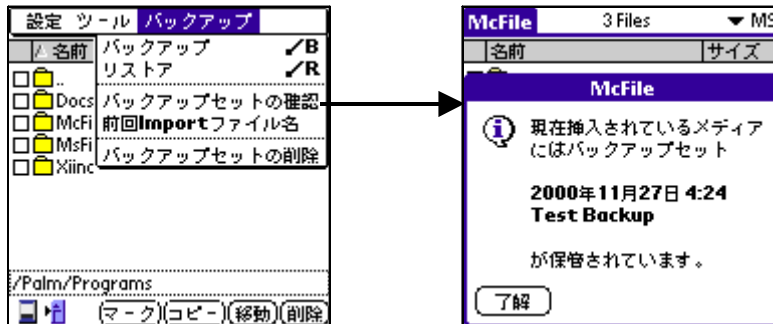 設定 ツール バックアップ
名前
バックアップ /B
リストア /R
バックアップセットの確認
前回Importファイル名
バックアップセットの削除
..
Docs
McFi
MsFi
Xiinc
/Palm/Programs
マーク コピー 移動 削除
McFile 3 Files MS
名前 サイズ
McFile
現在挿入されているメディア
にはバックアップセット
2000年11月27日 4:24
Test Backup
が保管されています。
了解